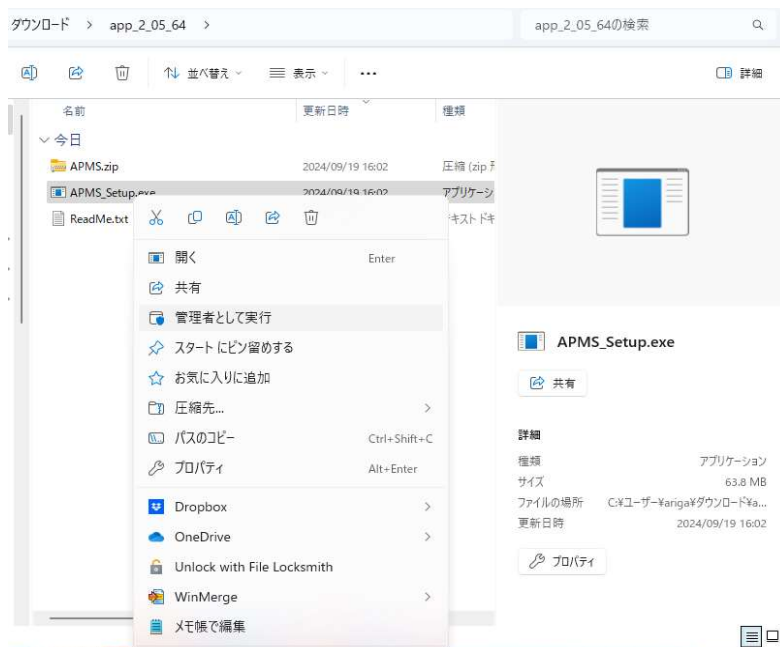 ダウンロード > app_2_05_64 >
app_2_05_64の検索
並べ替え
表示
...
詳細
名前
更新日時
種類
今日
APMS.zip
2024/09/19 16:02
圧縮 (zip
APMS_Setup.exe
2024/09/19 16:02
アプリケーシ
ReadMe.txt
キスト ドキ
開く
Enter
共有
管理者として実行
スタート にピン留めする
お気に入りに追加
圧縮先...
パスのコピー
Ctrl+Shift+C
プロパティ
Alt+Enter
Dropbox
OneDrive
Unlock with File Locksmith
WinMerge
メモ帳で編集
APMS_Setup.exe
共有
詳細
種類
アプリケーション
サイズ
63.8 MB
ファイルの場所
C:¥ユーザー¥ariga¥ダウンロード¥a...
更新日時
2024/09/19 16:02
プロパティ